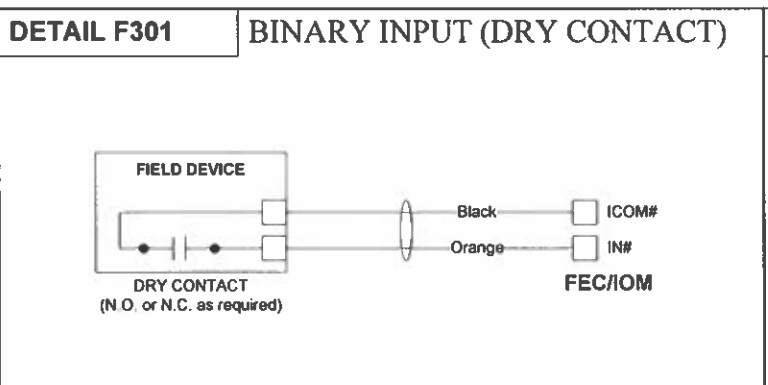 DETAIL F301
BINARY INPUT (DRY CONTACT)
FIELD DEVICE
Black
ICOM#
Orange
IN#
DRY CONTACT
(N.O. or N.C. as required)
FEC/IOM